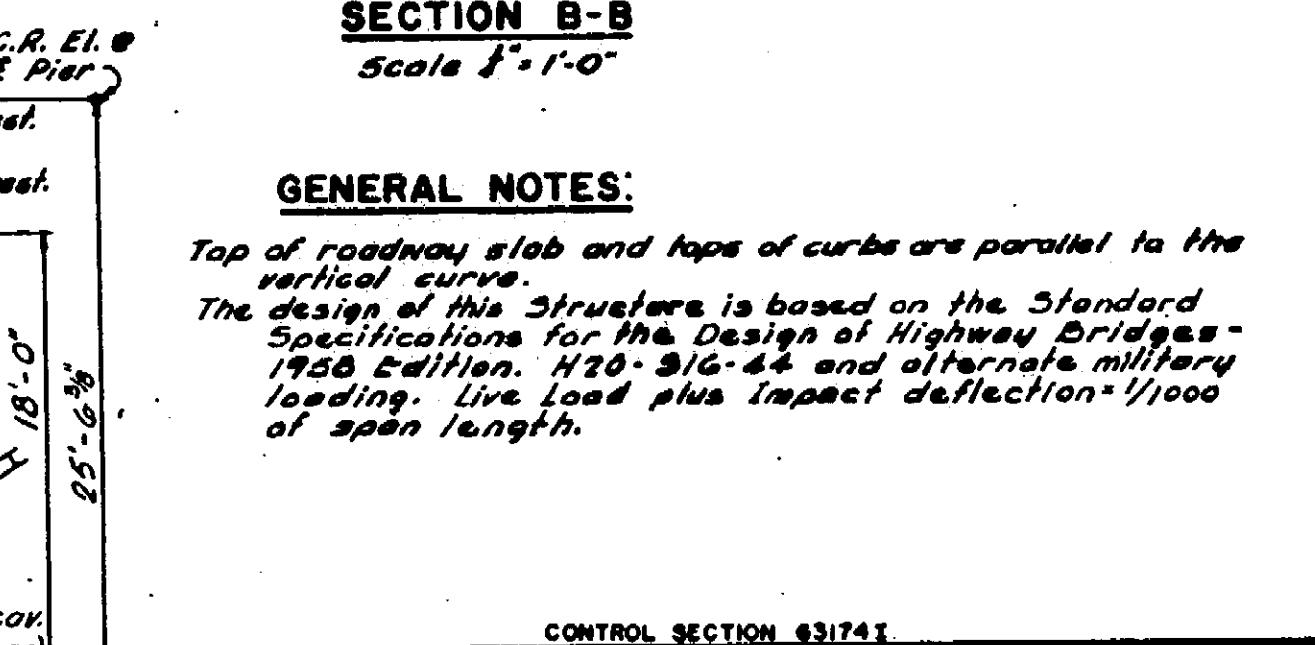 SECTION B-B
Scale = 1'-0"
C.R. El. @
℄ Pier
GENERAL NOTES:
Top of roadway slab and tops of curbs are parallel to the
vertical curve.
The design of this Structure is based on the Standard
Specifications for the Design of Highway Bridges-
1958 Edition. H20-S16-44 and alternate military
loading. Live Load plus Impact deflection = 1/1000
of span length.
18'-0"
25'-6 3/8"
CONTROL SECTION 63174I